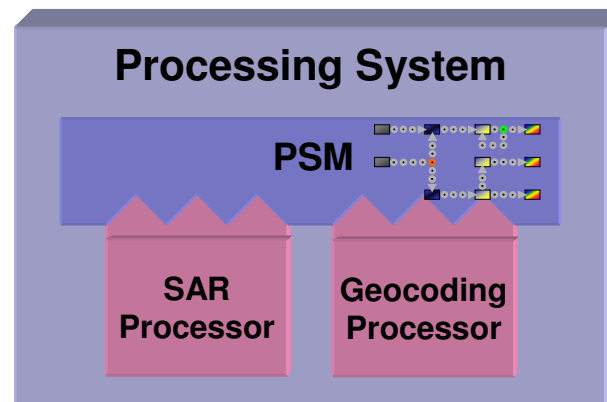 Processing System
PSM
SAR
Processor
Geocoding
Processor